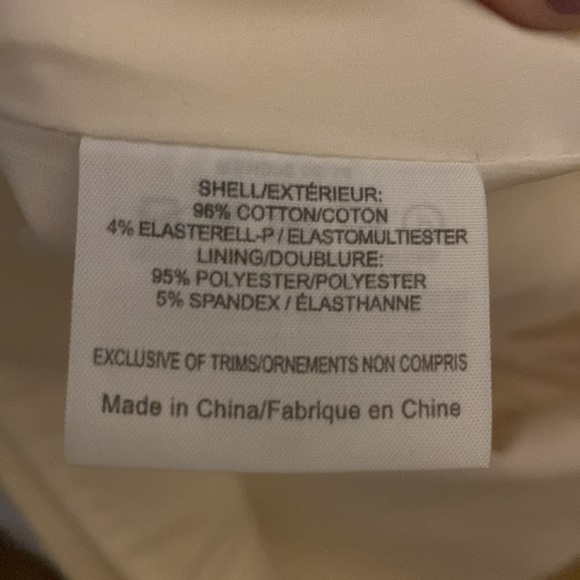 SHELL/EXTÉRIEUR:
96% COTTON/COTON
4% ELASTERELL-P / ELASTOMULTIESTER
LINING/DOUBLURE:
95% POLYESTER/POLYESTER
5% SPANDEX / ÉLASTHANNE
EXCLUSIVE OF TRIMS/ORNEMENTS NON COMPRIS
Made in China/Fabrique en Chine